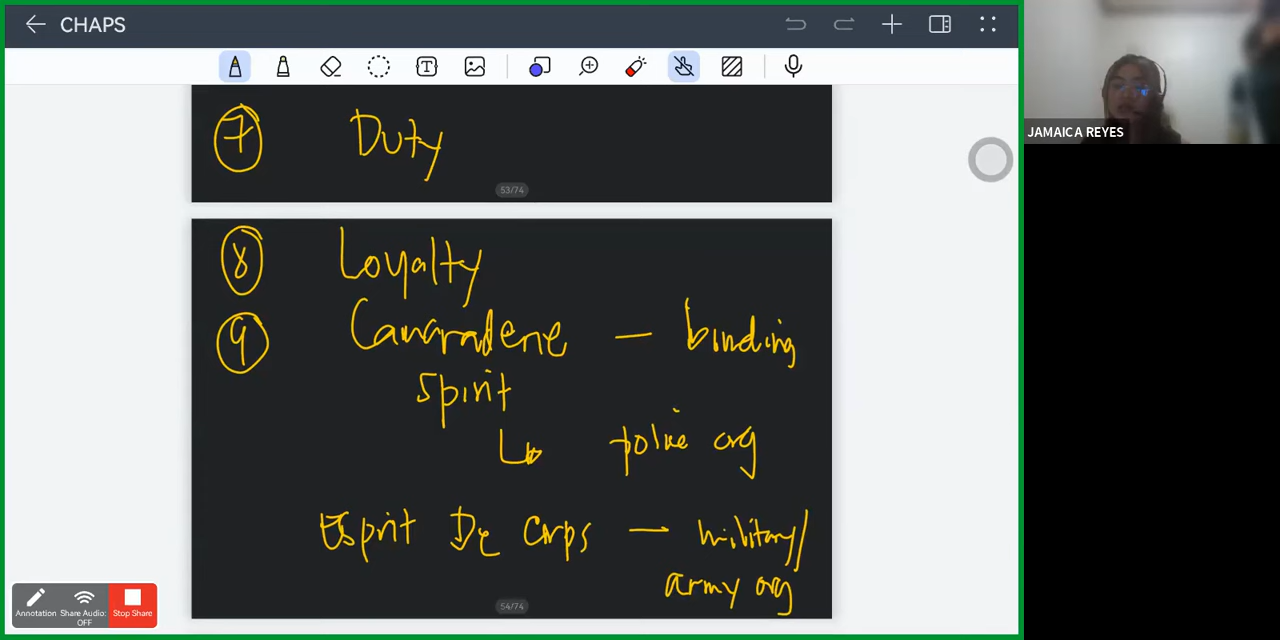 CHAPS
JAMAICA REYES
7 Duty
53/74
8 Loyalty
9 Camaraderie — binding
spirit
↳ police org
Esprit De Corps — military/
army org
Annotation Share Audio: OFF Stop Share
54/74